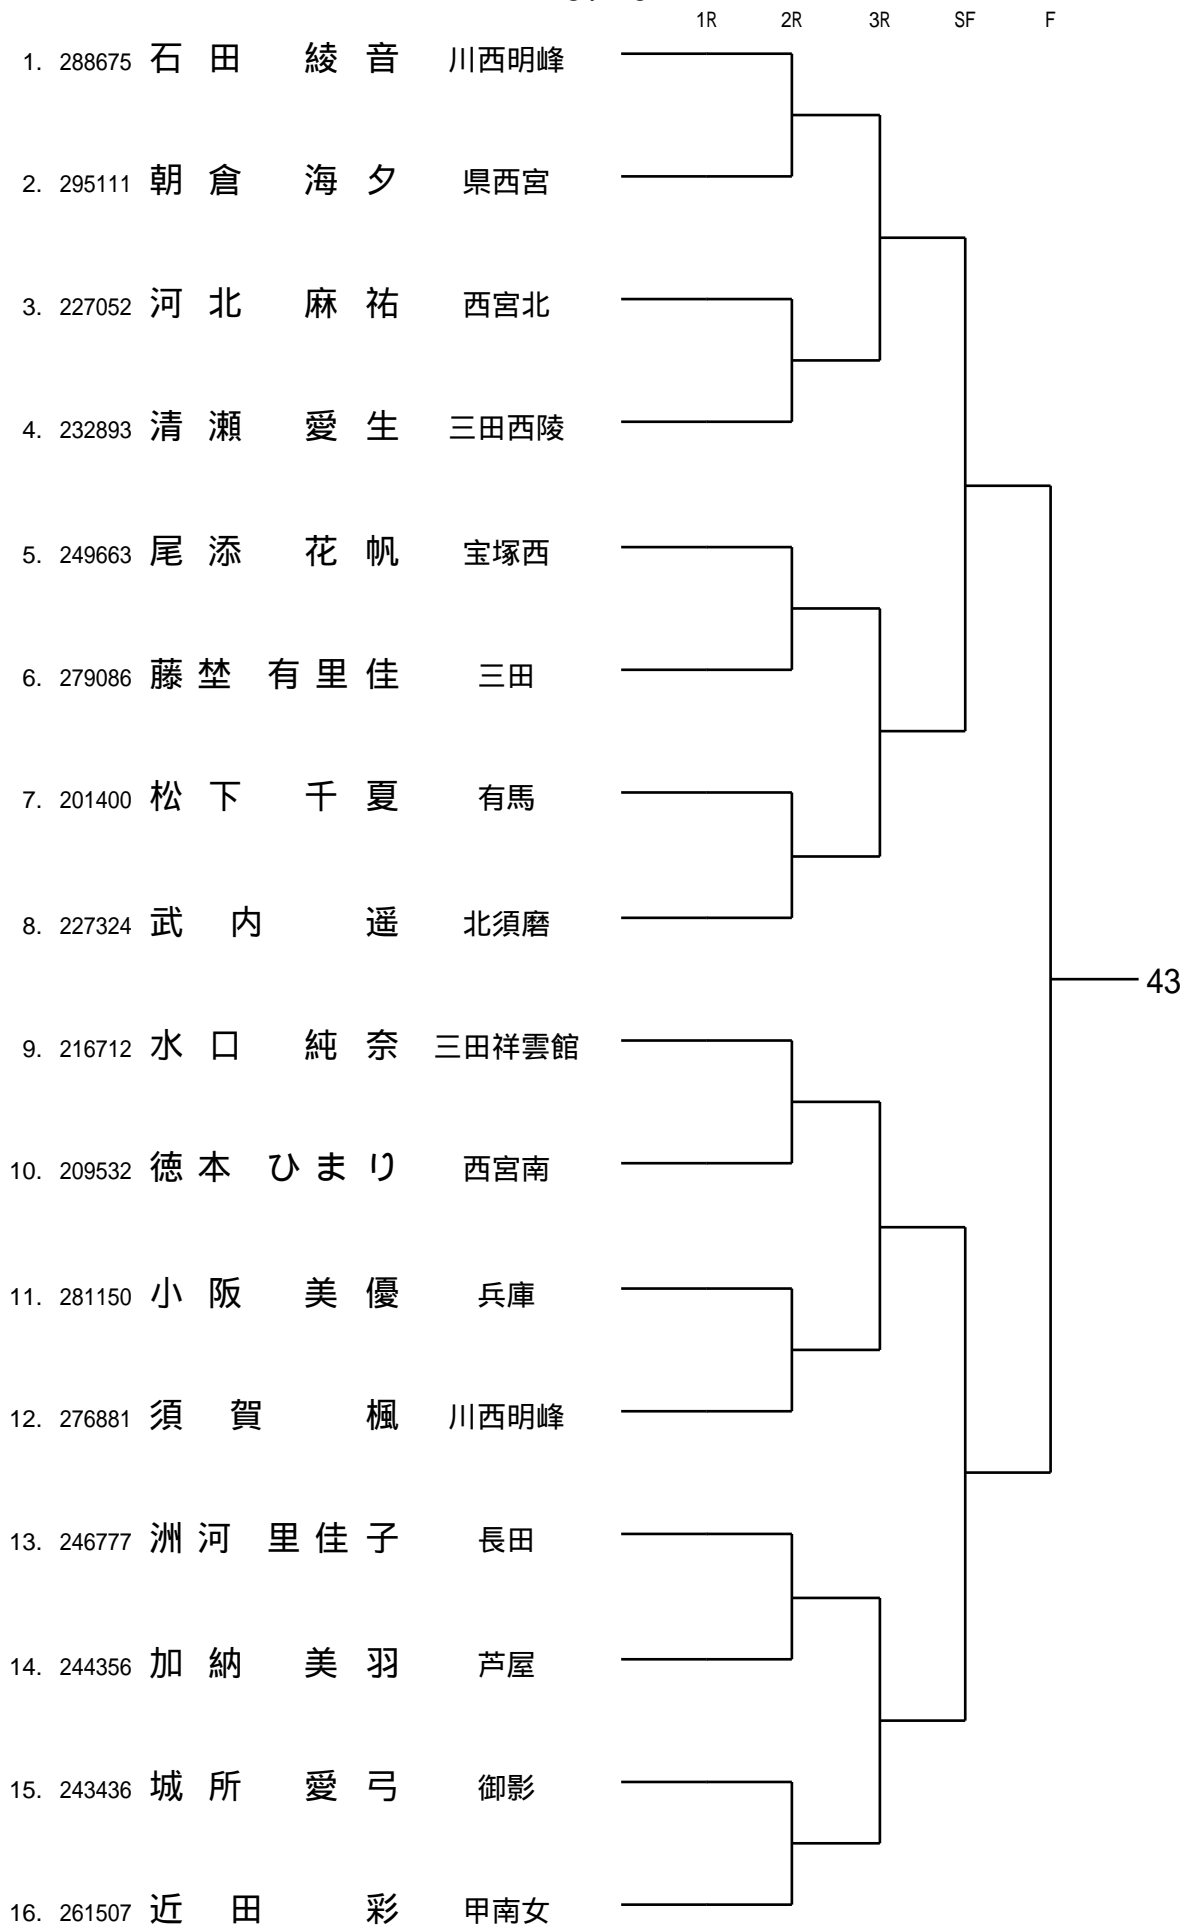 1R 2R 3R SF F
1. 288675 石田 綾音 川西明峰
2. 295111 朝倉 海夕 県西宮
3. 227052 河北 麻祐 西宮北
4. 232893 清瀬 愛生 三田西陵
5. 249663 尾添 花帆 宝塚西
6. 279086 藤埜 有里佳 三田
7. 201400 松下 千夏 有馬
8. 227324 武内 遥 北須磨
43
9. 216712 水口 純奈 三田祥雲館
10. 209532 徳本 ひまり 西宮南
11. 281150 小阪 美優 兵庫
12. 276881 須賀 楓 川西明峰
13. 246777 洲河 里佳子 長田
14. 244356 加納 美羽 芦屋
15. 243436 城所 愛弓 御影
16. 261507 近田 彩 甲南女